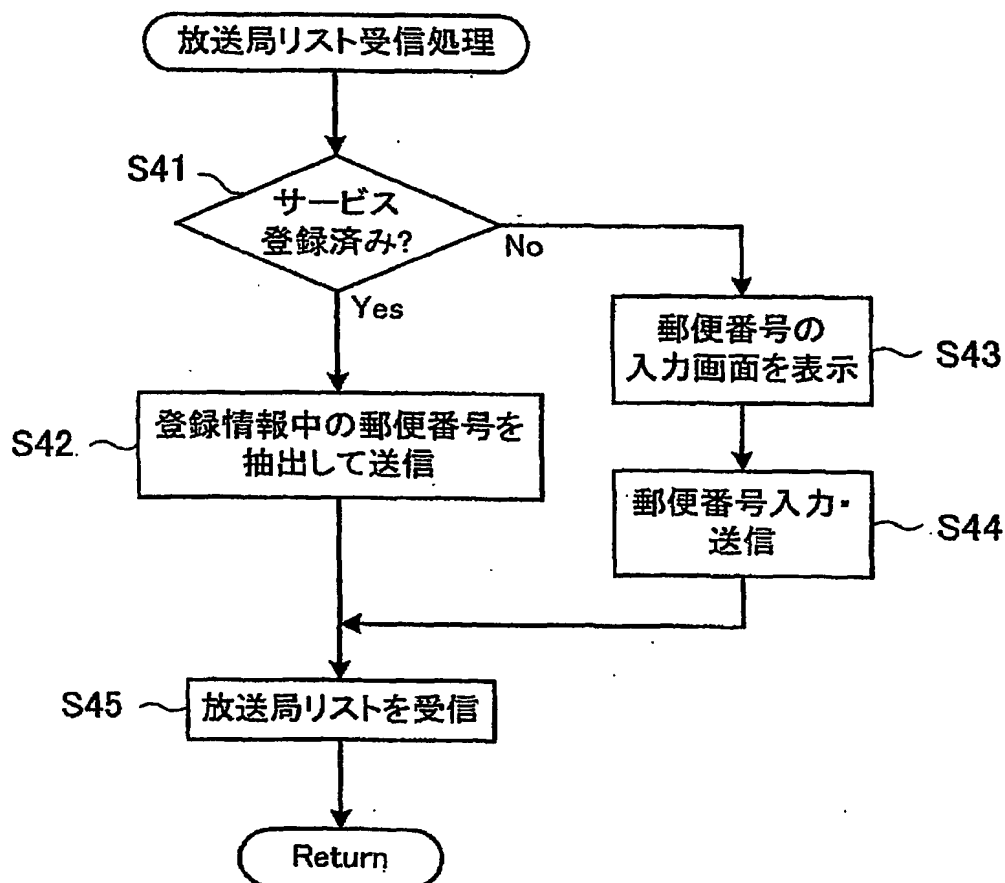 放送局リスト受信処理
S41
サービス
登録済み?
No
Yes
郵便番号の
入力画面を表示
S43
S42
登録情報中の郵便番号を
抽出して送信
郵便番号入力・
送信
S44
S45
放送局リストを受信
Return